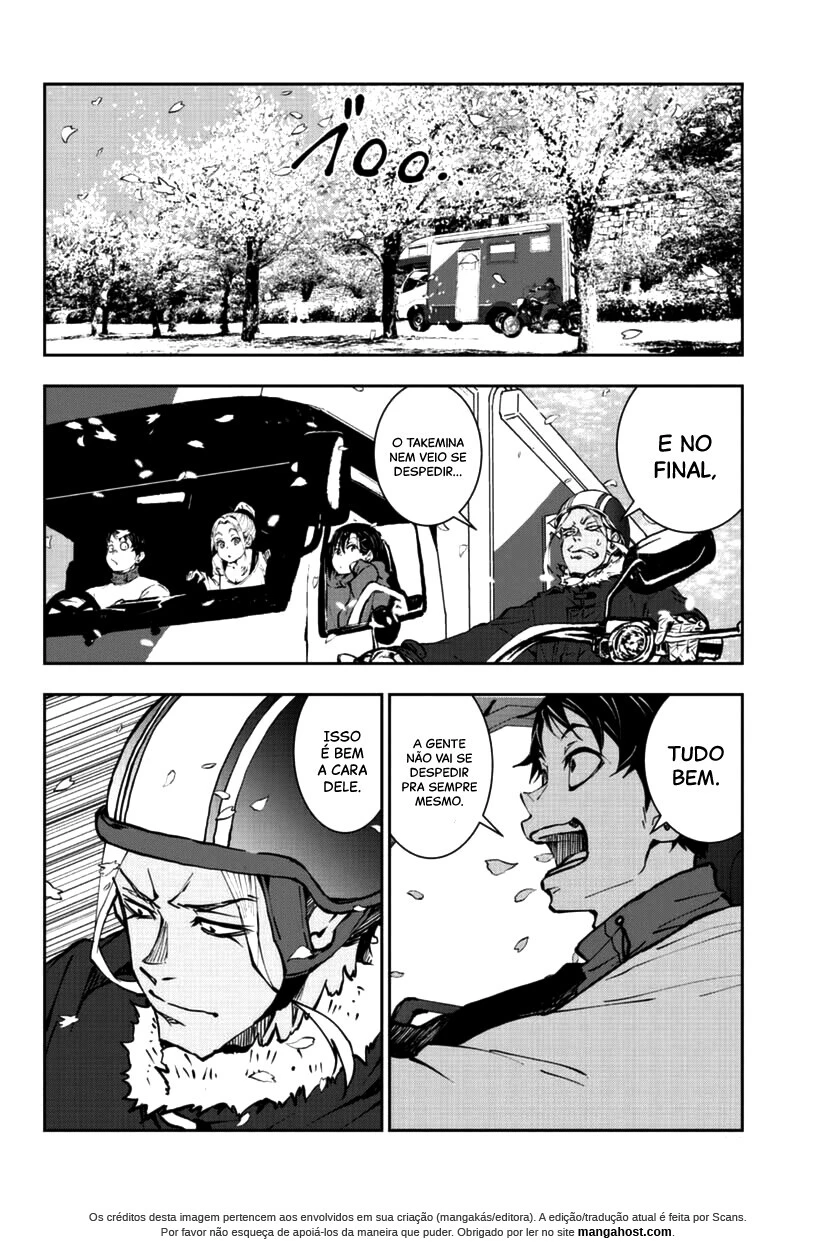 ブロロ..
E NO
FINAL,
O TAKEMINA
NEM VEIO SE
DESPEDIR...
TUDO
BEM.
A GENTE
NÃO VAI SE
DESPEDIR
PRA SEMPRE
MESMO.
ISSO
É BEM
A CARA
DELE.
Os créditos desta imagem pertencem aos envolvidos em sua criação (mangakás/editora). A edição/tradução atual é feita por Scans.
Por favor não esqueça de apoiá-los da maneira que puder. Obrigado por ler no site mangahost.com.